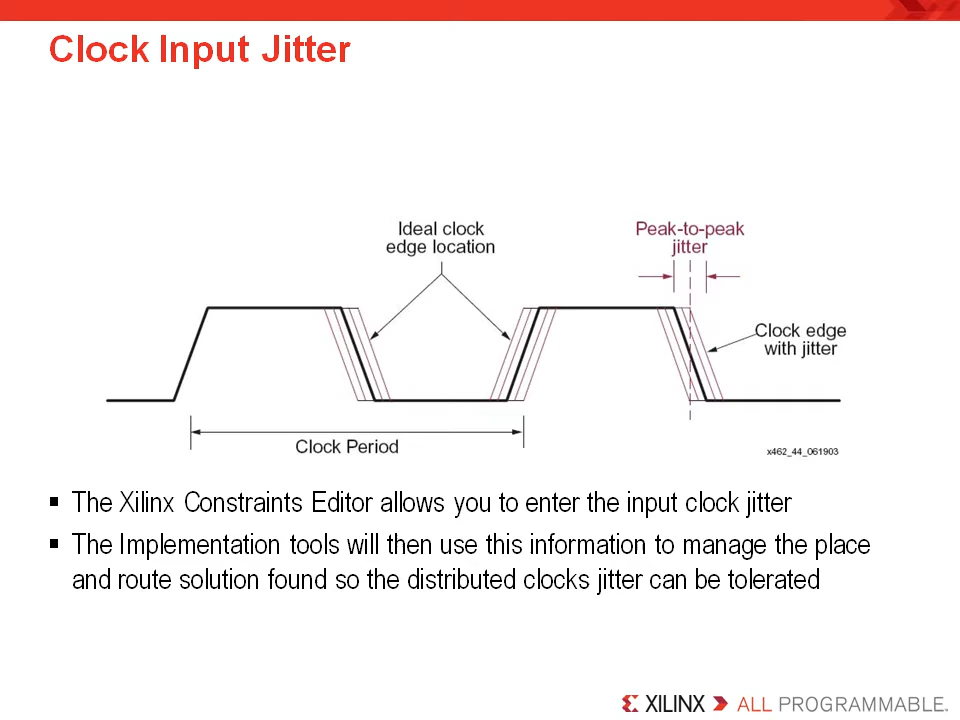 Clock Input Jitter
Ideal clock
edge location
Peak-to-peak
jitter
Clock edge
with jitter
Clock Period
x462_44_061903
▪ The Xilinx Constraints Editor allows you to enter the input clock jitter
▪ The Implementation tools will then use this information to manage the place
and route solution found so the distributed clocks jitter can be tolerated
XILINX ALL PROGRAMMABLE.